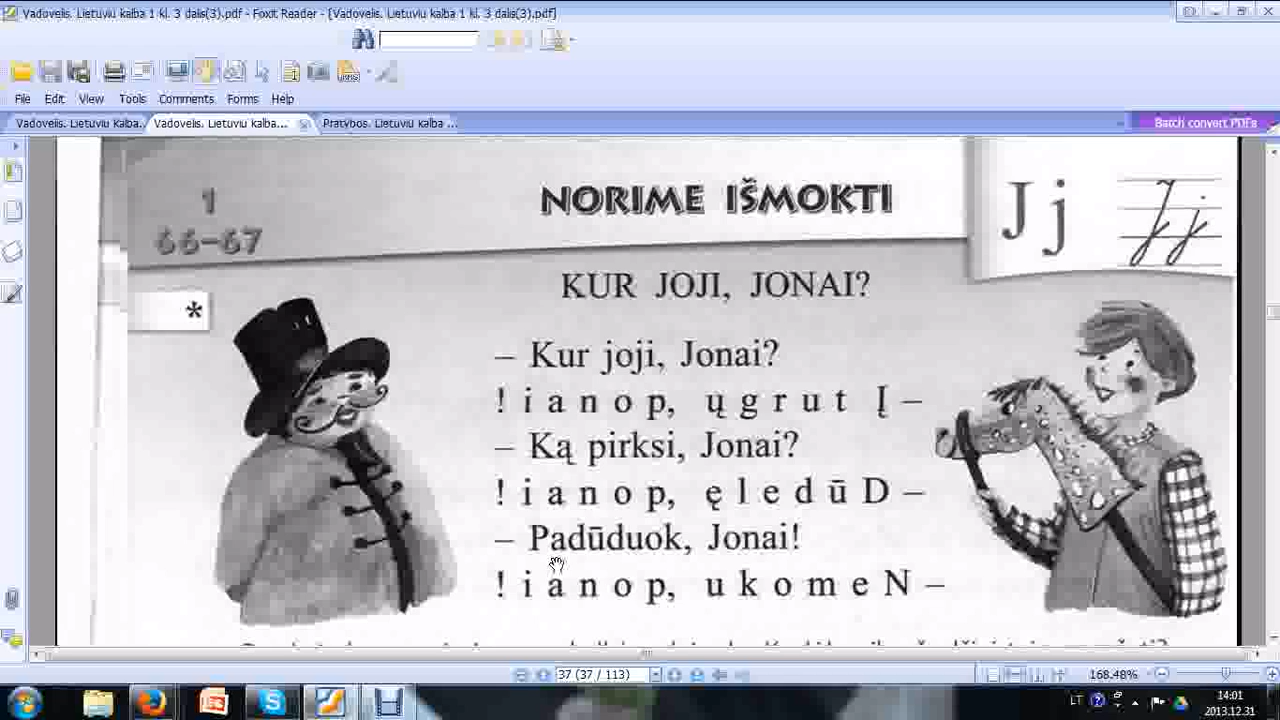 Vadovelis. Lietuviu kalba 1 kl. 3 dalis(3).pdf - Foxit Reader - [Vadovelis. Lietuviu kalba 1 kl. 3 dalis(3).pdf]
File Edit View Tools Comments Forms Help
Vadovelis. Lietuviu kalba... Vadovelis. Lietuviu kalba... Pratybos. Lietuviu kalba ... Batch convert PDFs
1
66-67
NORIME IŠMOKTI
J j
J j
*
KUR JOJI, JONAI?
– Kur joji, Jonai?
! i a n o p, ų g r u t Į –
– Ką pirksi, Jonai?
! i a n o p, ę l e d ū D –
– Padūduok, Jonai!
! i a n o p, u k o m e N –
37 (37 / 113)
168.48%
LT
14:01
2013.12.31